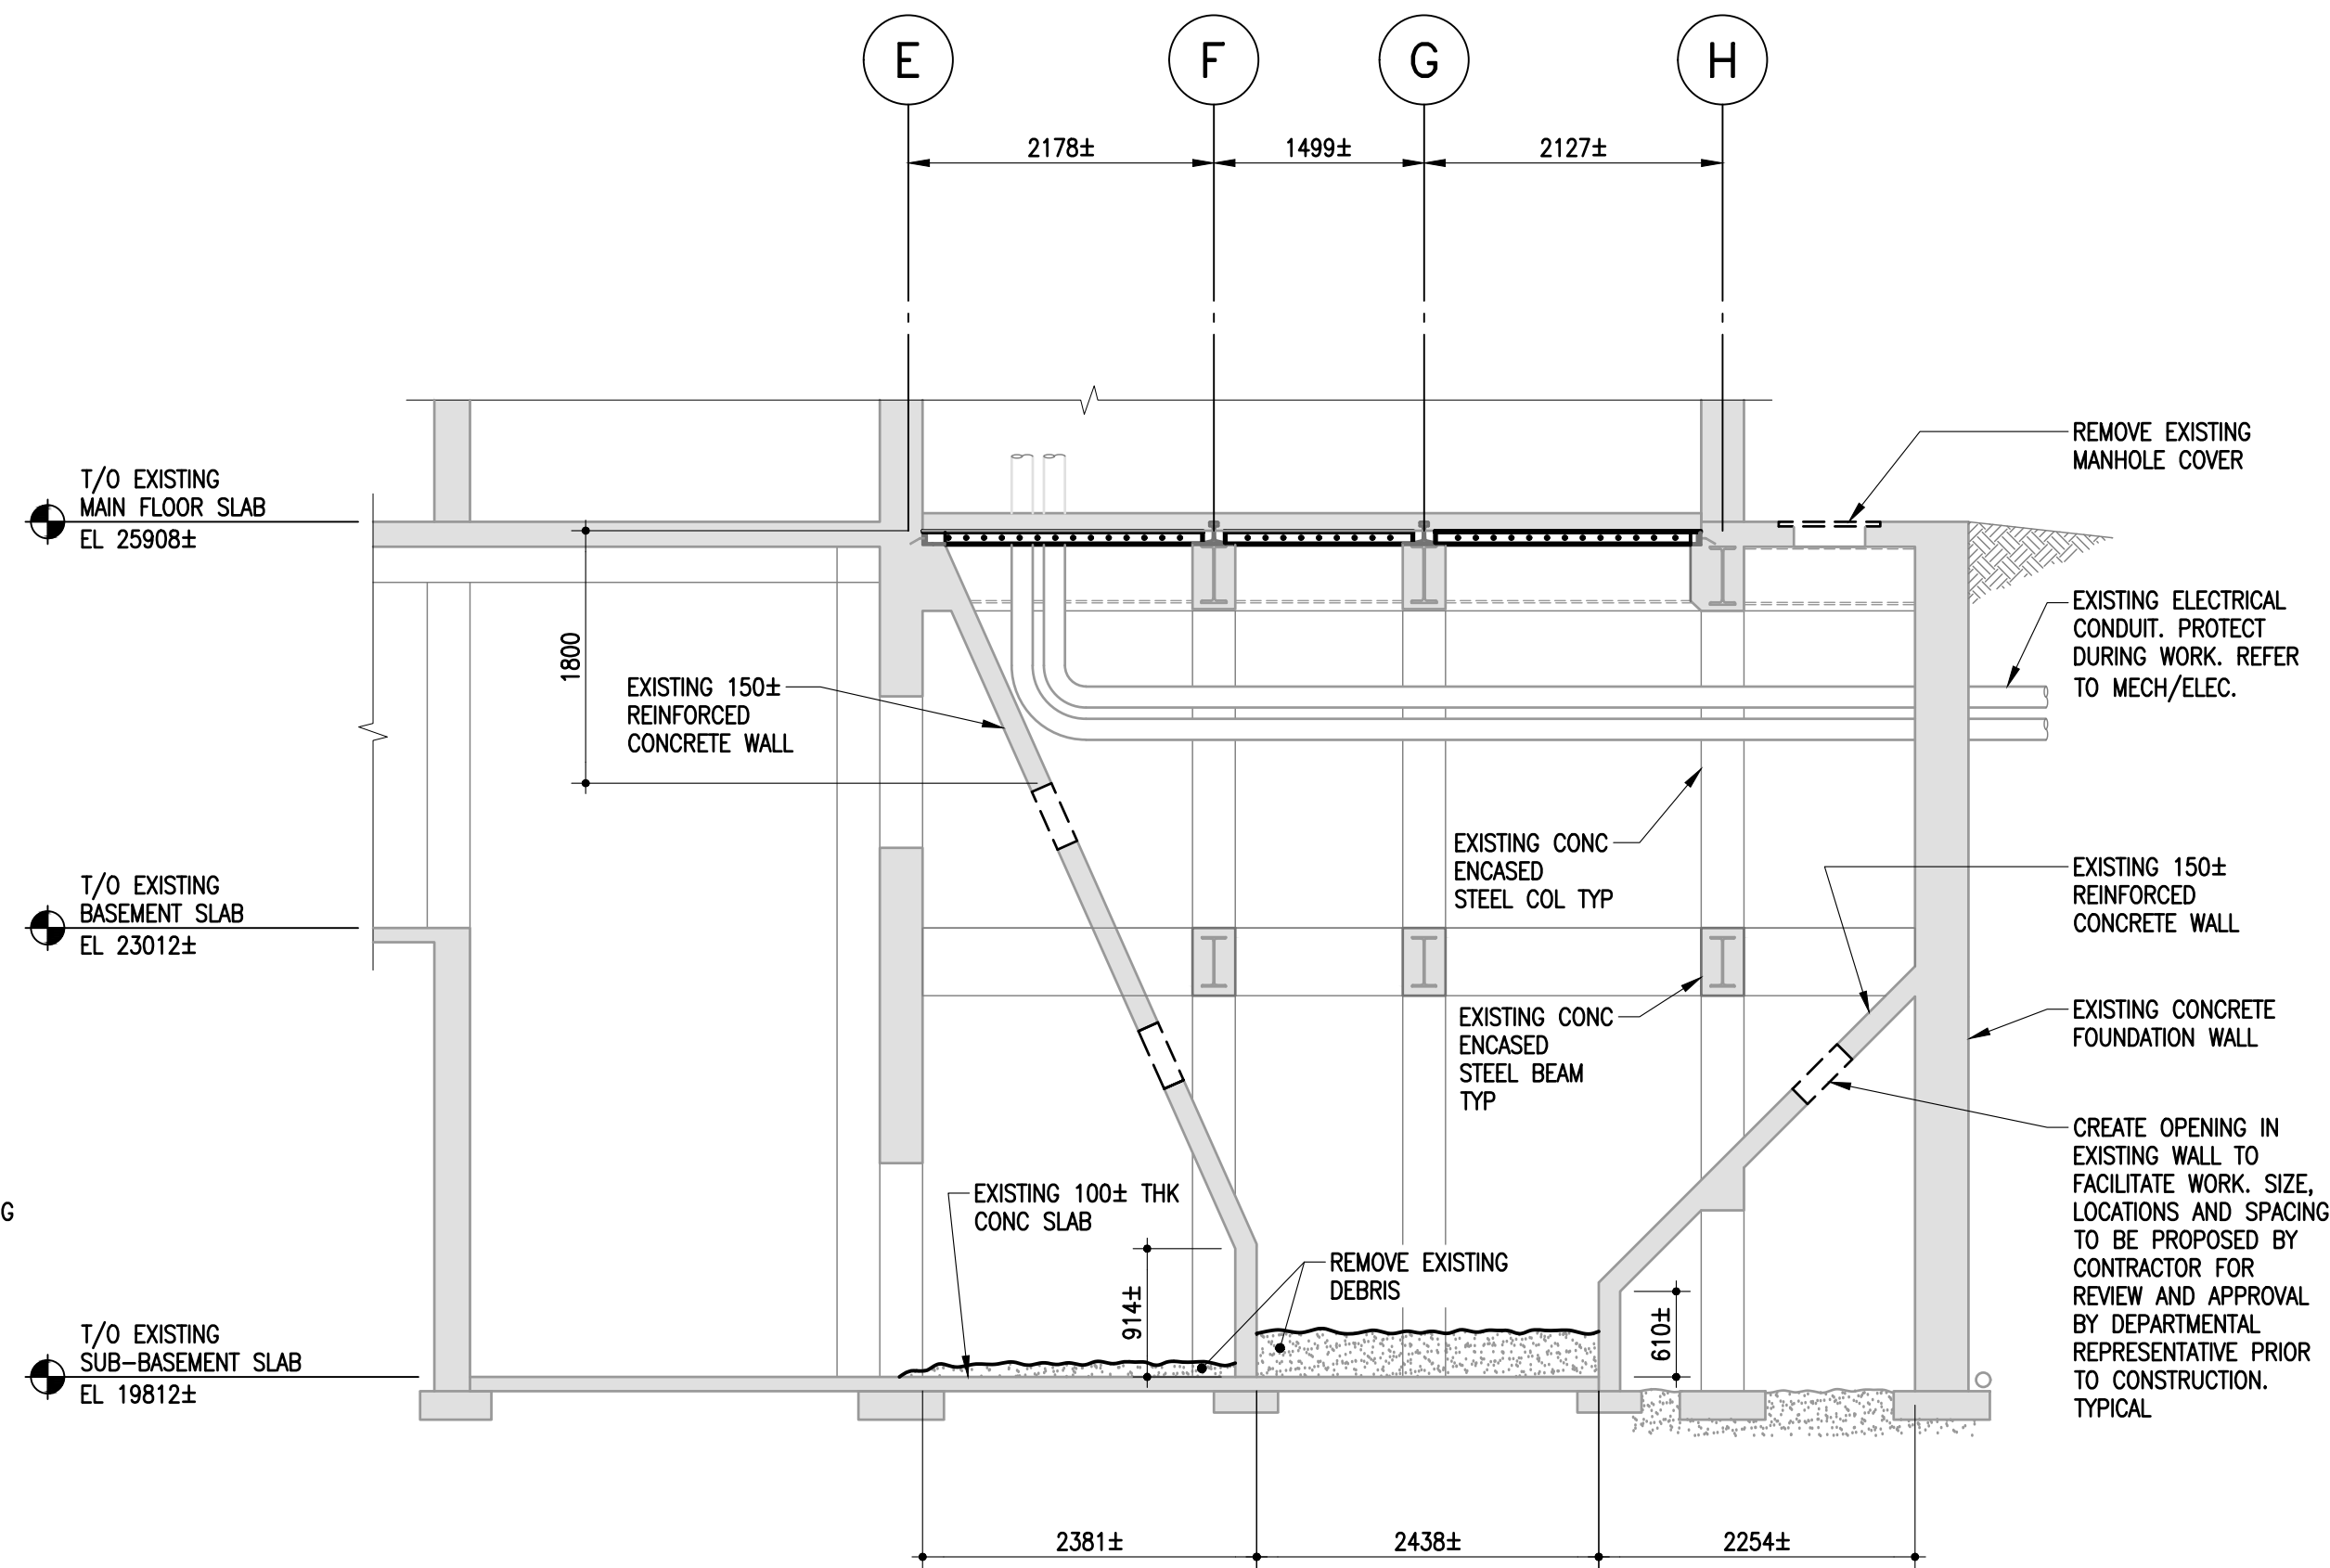 E
F
G
H
2178±
1499±
2127±
REMOVE EXISTING
MANHOLE COVER
T/O EXISTING
MAIN FLOOR SLAB
EL 25908±
EXISTING ELECTRICAL
CONDUIT. PROTECT
DURING WORK. REFER
TO MECH/ELEC.
1800
EXISTING 150±
REINFORCED
CONCRETE WALL
EXISTING CONC
ENCASED
STEEL COL TYP
EXISTING 150±
REINFORCED
CONCRETE WALL
T/O EXISTING
BASEMENT SLAB
EL 23012±
EXISTING CONC
ENCASED
STEEL BEAM
TYP
EXISTING CONCRETE
FOUNDATION WALL
CREATE OPENING IN
EXISTING WALL TO
FACILITATE WORK. SIZE,
LOCATIONS AND SPACING
TO BE PROPOSED BY
CONTRACTOR FOR
REVIEW AND APPROVAL
BY DEPARTMENTAL
REPRESENTATIVE PRIOR
TO CONSTRUCTION.
TYPICAL
G
EXISTING 100± THK
CONC SLAB
REMOVE EXISTING
DEBRIS
914±
610±
T/O EXISTING
SUB-BASEMENT SLAB
EL 19812±
2381±
2438±
2254±